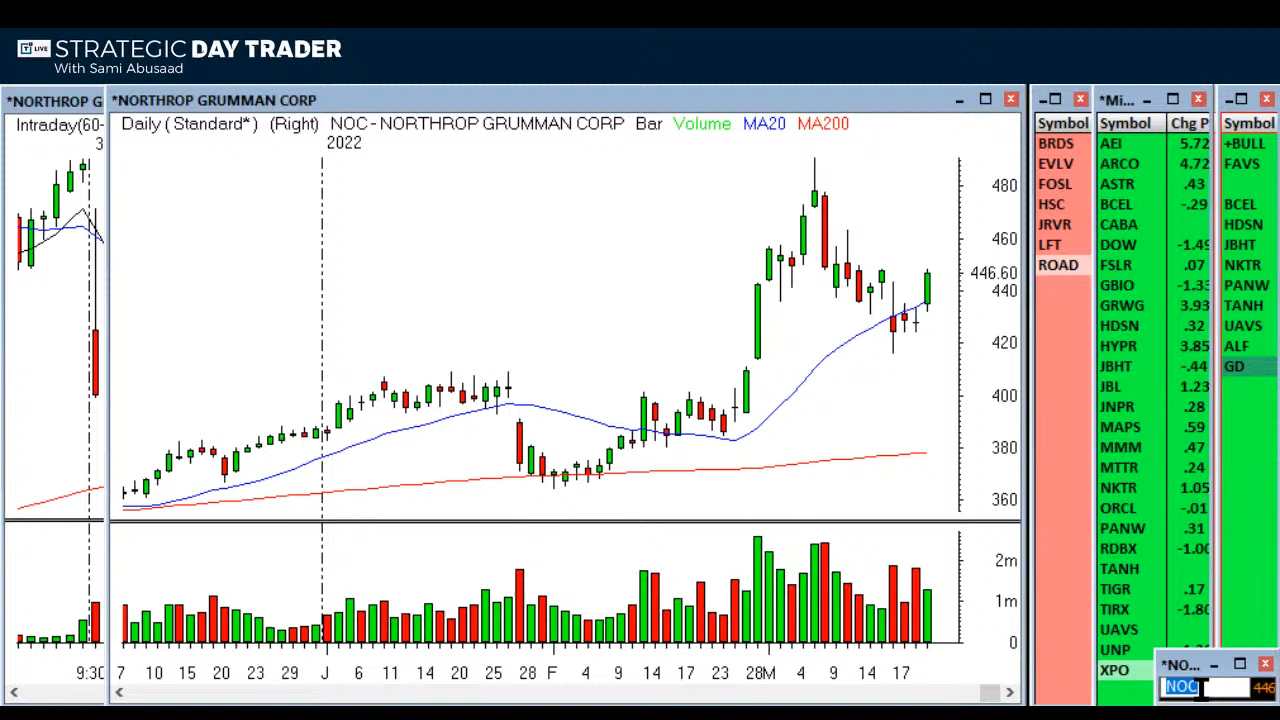 T LIVE STRATEGIC DAY TRADER
With Sami Abusaad
*NORTHROP G
Intraday(60-
3
9:30
*NORTHROP GRUMMAN CORP
Daily (Standard*) (Right) NOC - NORTHROP GRUMMAN CORP Bar Volume MA20 MA200
2022
480
460
446.60
440
420
400
380
360
2m
1m
0
7 10 15 20 23 29 J 6 11 14 20 25 28 F 4 9 14 17 23 28M 4 9 14 17
Symbol
BRDS
EVLV
FOSL
HSC
JRVR
LFT
ROAD
*Mi...
Symbol Chg P
AEI 5.72
ARCO 4.72
ASTR .43
BCEL -.29
CABA
DOW -1.49
FSLR .07
GBIO -1.33
GRWG 3.93
HDSN .32
HYPR 3.85
JBHT -.44
JBL 1.23
JNPR .28
MAPS .59
MMM .47
MTTR .24
NKTR 1.05
ORCL -.01
PANW .31
RDBX -1.00
TANH
TIGR .17
TIRX -1.80
UAVS
UNP
XPO
Symbol
+BULL
FAVS
BCEL
HDSN
JBHT
NKTR
PANW
TANH
UAVS
ALF
GD
*NO...
NOC 446